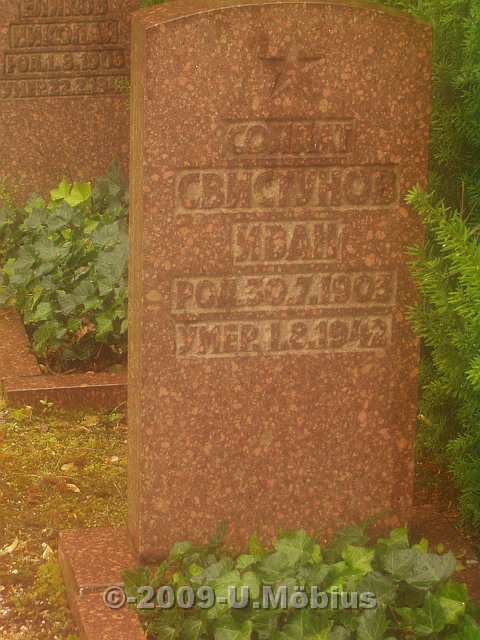 НИКОЛАЙ
СОЛДАТ
СВИСТУНОВ
ИВАН
РОД.30.7.1903
УМЕР. 1.8.1942
©-2009-U.Möbius